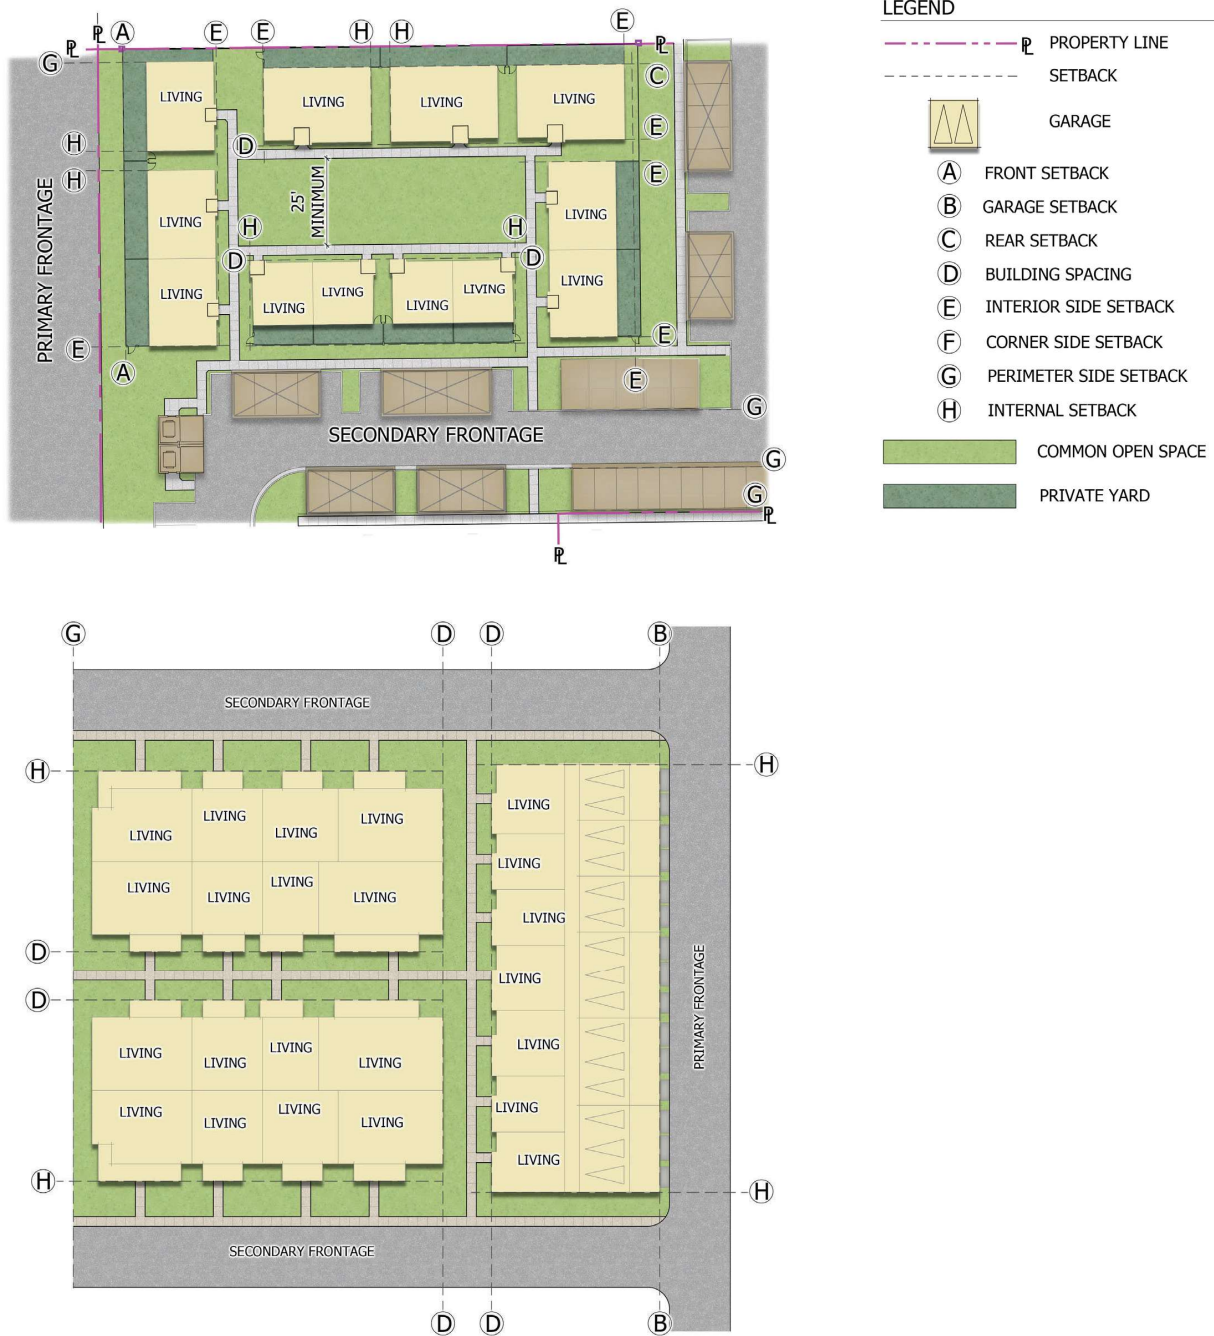 LEGEND
PROPERTY LINE
SETBACK
GARAGE
A FRONT SETBACK
B GARAGE SETBACK
C REAR SETBACK
D BUILDING SPACING
E INTERIOR SIDE SETBACK
F CORNER SIDE SETBACK
G PERIMETER SIDE SETBACK
H INTERNAL SETBACK
COMMON OPEN SPACE
PRIVATE YARD
PL
PL A E E H H E PL
G
C
LIVING
LIVING LIVING LIVING
E
H
D
H
E
PRIMARY FRONTAGE
25'
MINIMUM
LIVING
LIVING
H H
D D
LIVING
LIVING
LIVING
LIVING
LIVING
LIVING
E
E
A
E
G
SECONDARY FRONTAGE
G
G
PL
PL
G D D B
SECONDARY FRONTAGE
H
H
LIVING
LIVING
LIVING
LIVING
LIVING
LIVING
LIVING
LIVING
LIVING
LIVING
LIVING
LIVING
D
D
PRIMARY FRONTAGE
LIVING
LIVING
LIVING
LIVING
LIVING
LIVING
LIVING
LIVING
LIVING
LIVING
LIVING
H
H
SECONDARY FRONTAGE
D D B